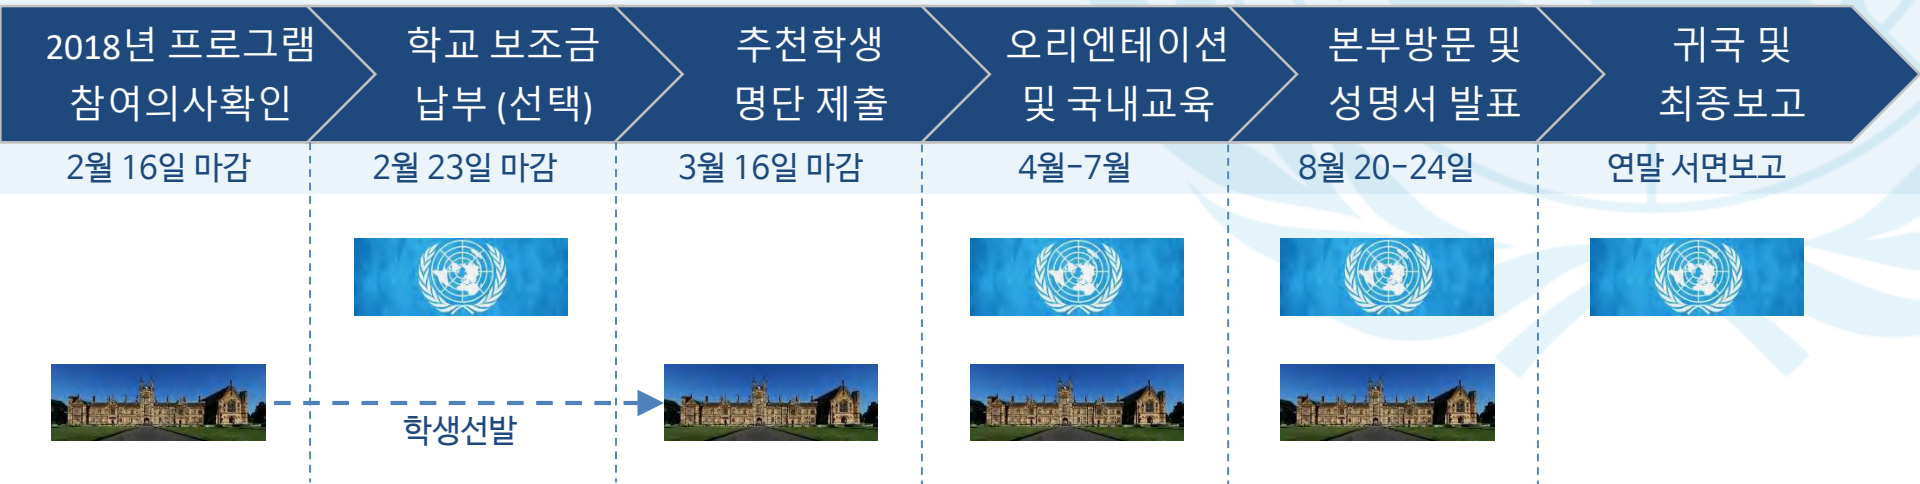 2018년 프로그램
참여의사확인
학교 보조금
납부 (선택)
추천학생
명단 제출
오리엔테이션
및 국내교육
본부방문 및
성명서 발표
귀국 및
최종보고
2월 16일 마감
2월 23일 마감
3월 16일 마감
4월-7월
8월 20-24일
연말 서면보고
학생선발